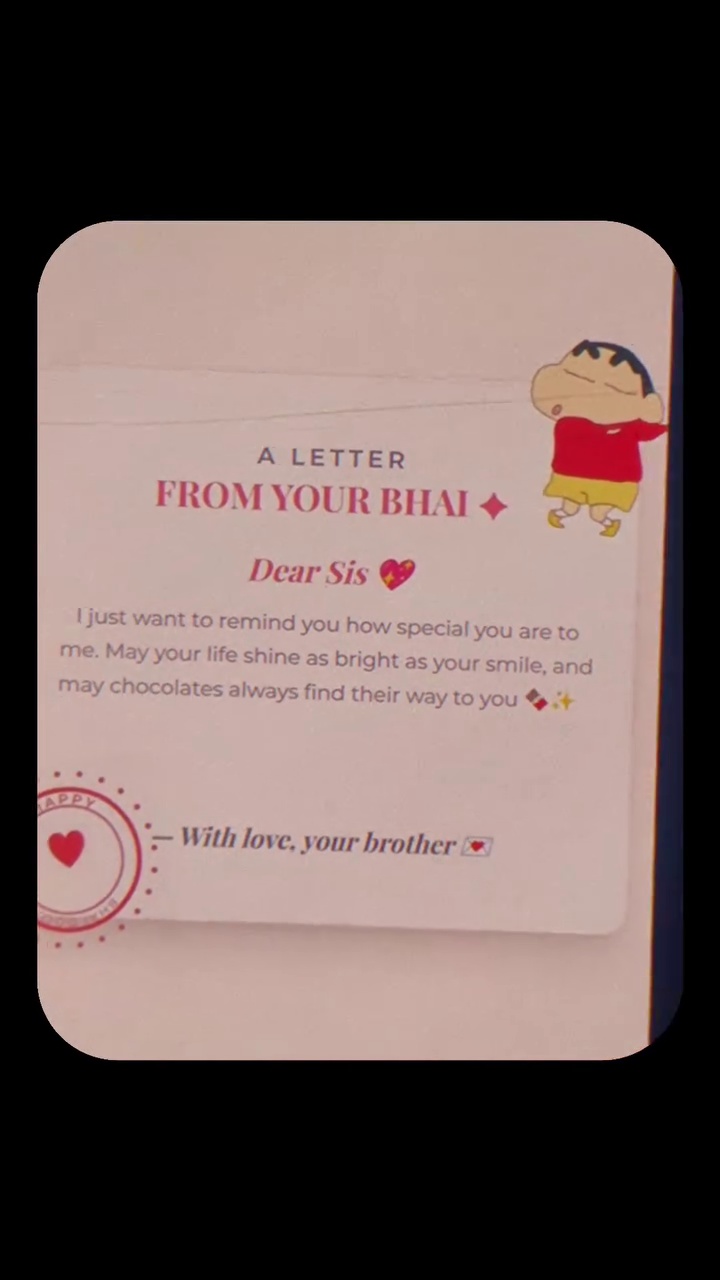 A LETTER
FROM YOUR BHAI ✦
Dear Sis 💖
I just want to remind you how special you are to
me. May your life shine as bright as your smile, and
may chocolates always find their way to you 🍫✨
HAPPY
— With love, your brother 💌